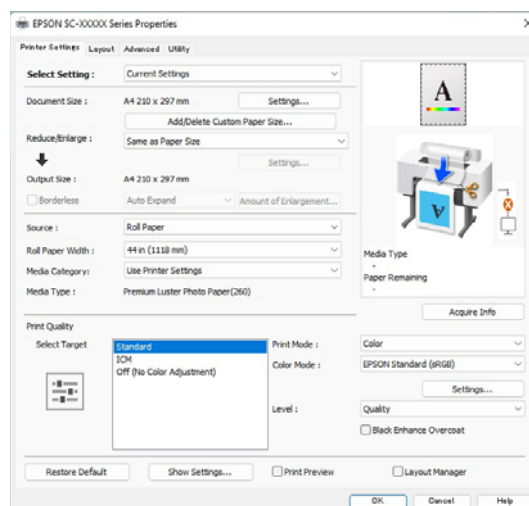 EPSON SC-XXXXX Series Properties
Printer Settings Layout Advanced Utility
Select Setting : Current Settings
Document Size : A4 210 x 297 mm Settings...
Add/Delete Custom Paper Size...
Reduce/Enlarge : Same as Paper Size
Settings...
Output Size : A4 210 x 297 mm
Borderless Auto Expand Amount of Enlargement...
Source : Roll Paper
Roll Paper Width : 44 in (1118 mm)
Media Category: Use Printer Settings
Media Type : Premium Luster Photo Paper(260)
A
A
Media Type
-
Paper Remaining
-
Acquire Info
Print Quality
Select Target
Standard
ICM
Off (No Color Adjustment)
Print Mode : Color
Color Mode : EPSON Standard (sRGB)
Settings...
Level : Quality
Black Enhance Overcoat
Restore Default Show Settings... Print Preview Layout Manager
OK Cancel Help